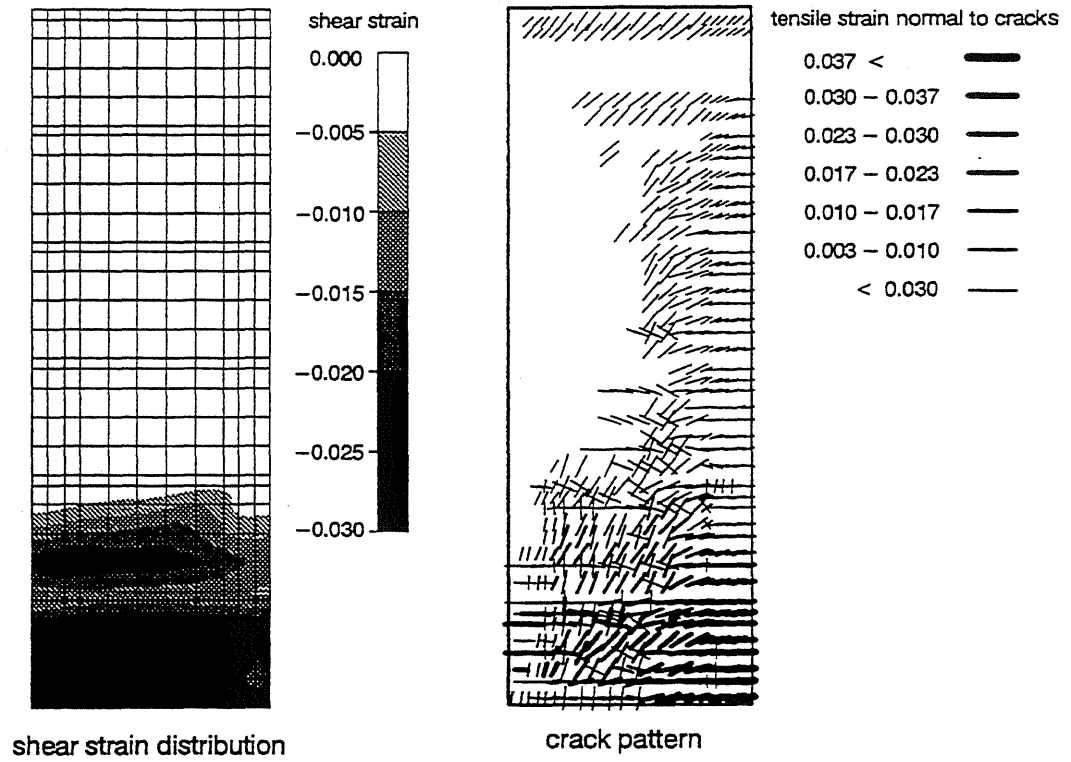 shear strain
0.000
−0.005
−0.010
−0.015
−0.020
−0.025
−0.030
shear strain distribution
tensile strain normal to cracks
0.037 <
0.030 − 0.037
0.023 − 0.030
0.017 − 0.023
0.010 − 0.017
0.003 − 0.010
< 0.030
crack pattern